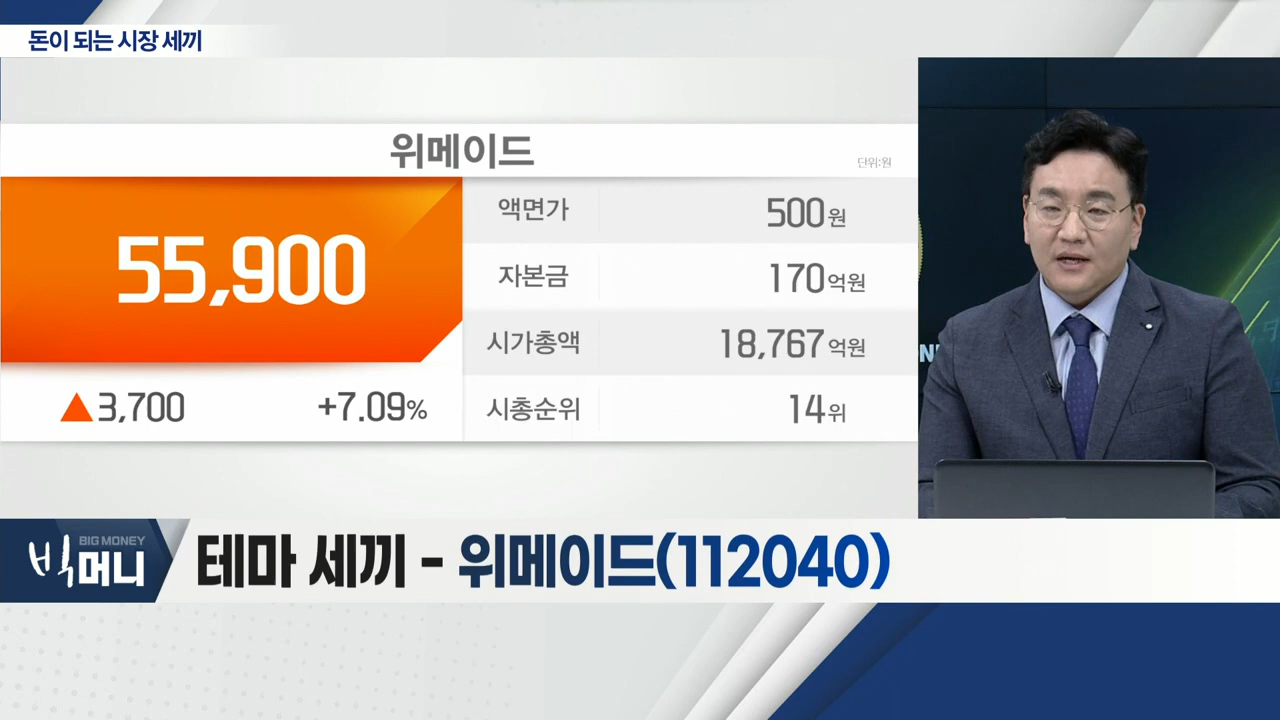 돈이 되는 시장 세끼
위메이드
단위:원
55,900
▲3,700 +7.09%
액면가 500원
자본금 170억원
시가총액 18,767억원
시총순위 14위
BIG MONEY
빅머니
테마 세끼 - 위메이드(112040)